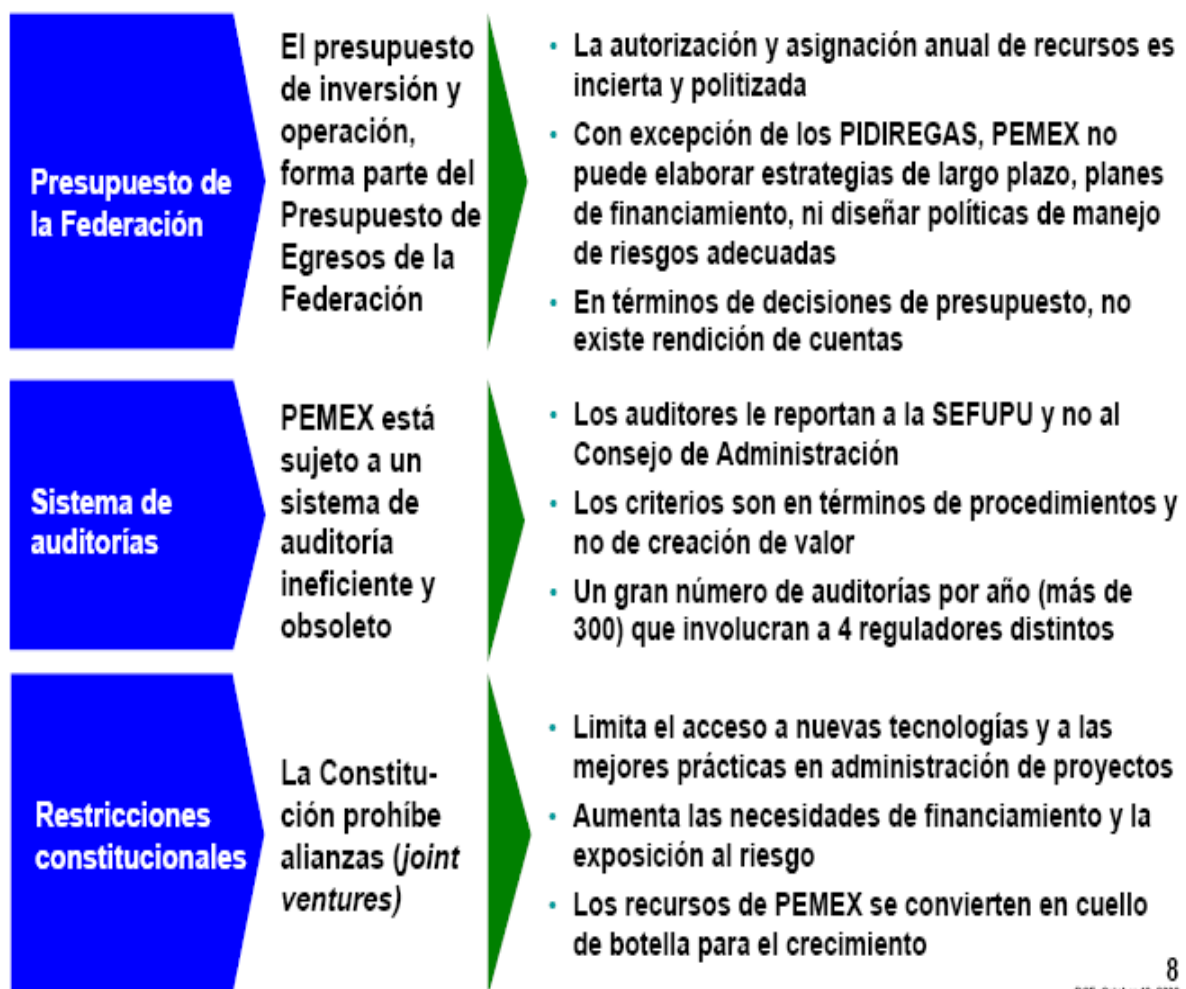 Presupuesto de
la Federación
El presupuesto
de inversión y
operación,
forma parte del
Presupuesto de
Egresos de la
Federación
• La autorización y asignación anual de recursos es
incierta y politizada
• Con excepción de los PIDIREGAS, PEMEX no
puede elaborar estrategias de largo plazo, planes
de financiamiento, ni diseñar políticas de manejo
de riesgos adecuadas
• En términos de decisiones de presupuesto, no
existe rendición de cuentas
Sistema de
auditorías
PEMEX está
sujeto a un
sistema de
auditoría
ineficiente y
obsoleto
• Los auditores le reportan a la SEFUPU y no al
Consejo de Administración
• Los criterios son en términos de procedimientos y
no de creación de valor
• Un gran número de auditorías por año (más de
300) que involucran a 4 reguladores distintos
Restricciones
constitucionales
La Constitu-
ción prohíbe
alianzas (joint
ventures)
• Limita el acceso a nuevas tecnologías y a las
mejores prácticas en administración de proyectos
• Aumenta las necesidades de financiamiento y la
exposición al riesgo
• Los recursos de PEMEX se convierten en cuello
de botella para el crecimiento
8